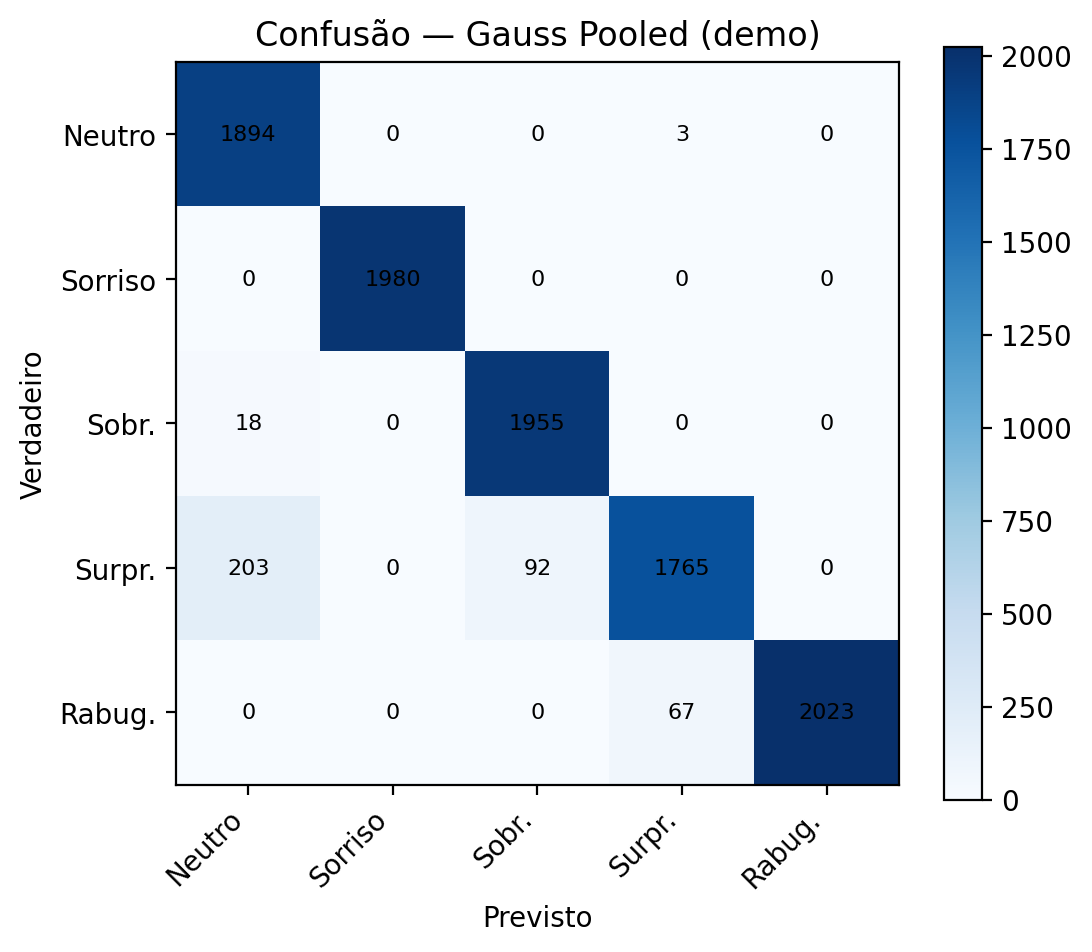 Confusão — Gauss Pooled (demo)
Verdadeiro
Neutro 1894 0 0 3 0
Sorriso 0 1980 0 0 0
Sobr. 18 0 1955 0 0
Surpr. 203 0 92 1765 0
Rabug. 0 0 0 67 2023
Neutro Sorriso Sobr. Surpr. Rabug.
Previsto
2000
1750
1500
1250
1000
750
500
250
0